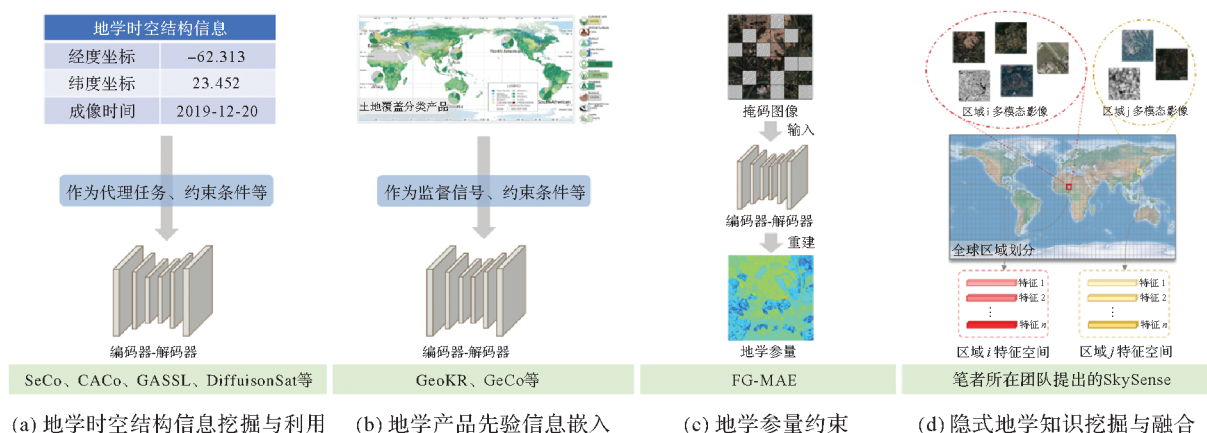 地学时空结构信息
经度坐标 −62.313
纬度坐标 23.452
成像时间 2019-12-20
作为代理任务、约束条件等
编码器-解码器
SeCo、CACo、GASSL、DiffuisonSat等
(a) 地学时空结构信息挖掘与利用
North American
South American
土地覆盖分类产品
作为监督信号、约束条件等
编码器-解码器
GeoKR、GeCo等
(b) 地学产品先验信息嵌入
掩码图像
输入
编码器-解码器
重建
地学参量
FG-MAE
(c) 地学参量约束
区域i多模态影像
区域j多模态影像
全球区域划分
特征1
特征2
⋮
特征n
区域i特征空间
特征1
特征2
⋮
特征n
区域j特征空间
笔者所在团队提出的SkySense
(d) 隐式地学知识挖掘与融合